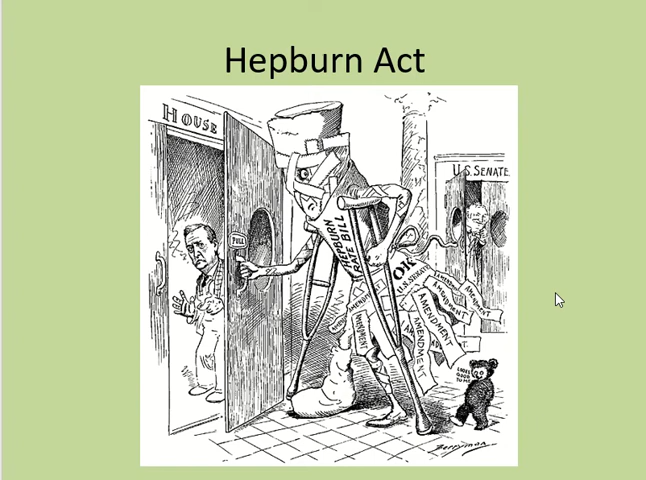 Hepburn Act
HOUSE
U.S. SENATE
PULL
HEPBURN
RATE BILL
OK
U.S. SENATE
AMENDMENT
AMENDMENT
AMENDMENT
AMENDMENT
AMENDMENT
LOOKS
GOOD
TO ME
Berryman